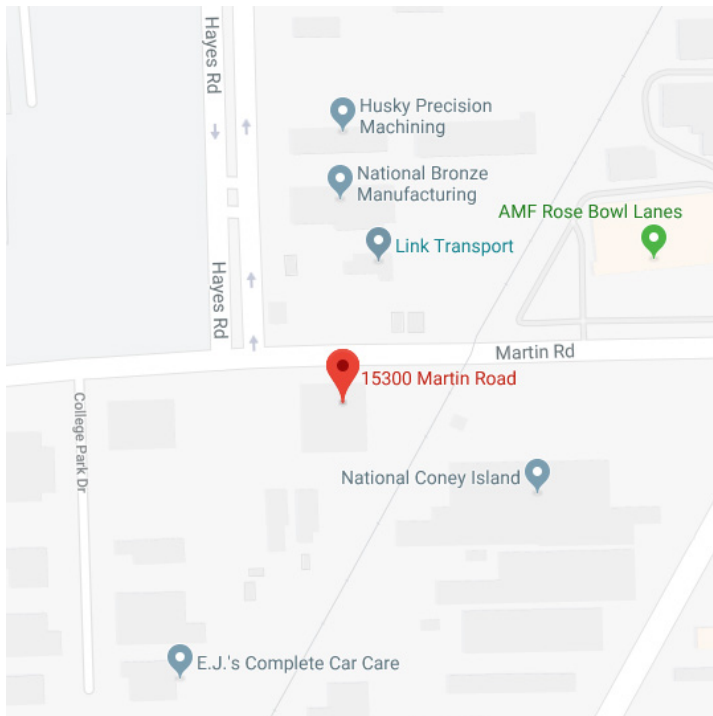 Hayes Rd
Husky Precision
Machining
National Bronze
Manufacturing
AMF Rose Bowl Lanes
Link Transport
Hayes Rd
Martin Rd
15300 Martin Road
College Park Dr
National Coney Island
E.J.'s Complete Car Care